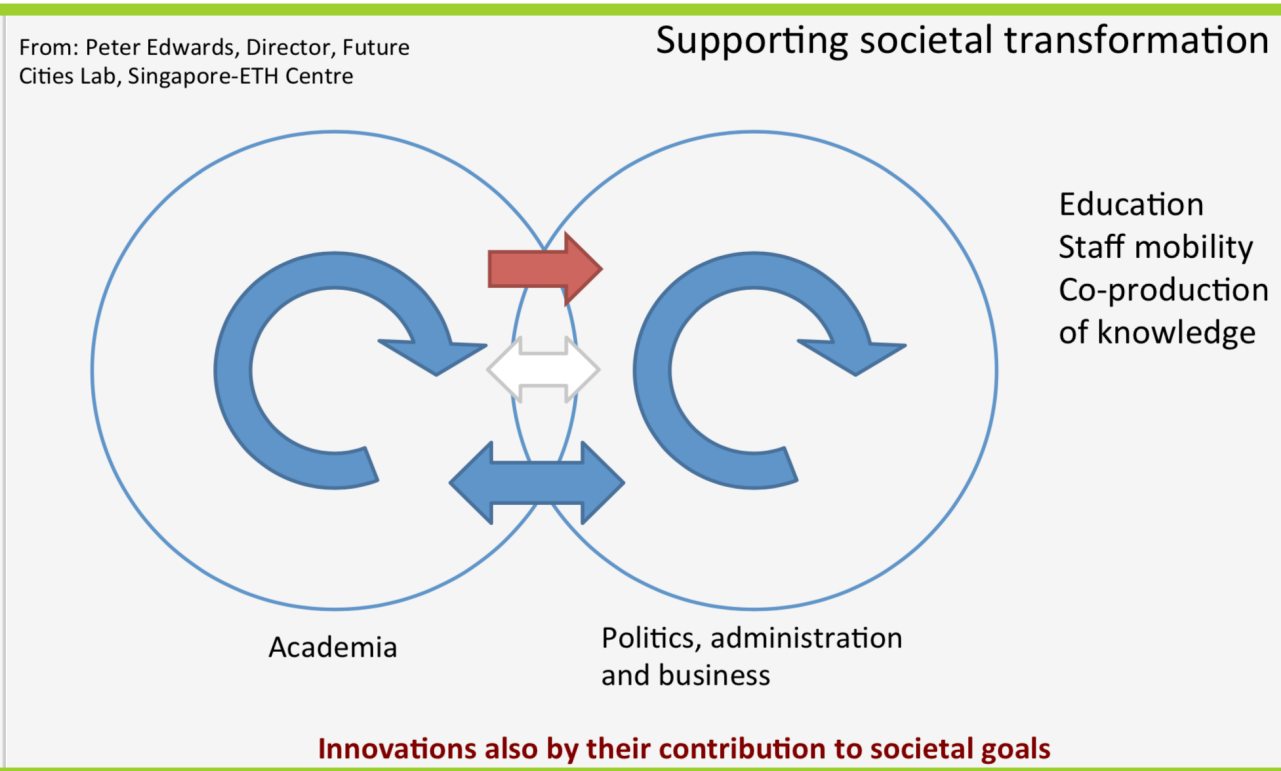 From: Peter Edwards, Director, Future
Cities Lab, Singapore-ETH Centre
Supporting societal transformation
Education
Staff mobility
Co-production
of knowledge
Academia
Politics, administration
and business
Innovations also by their contribution to societal goals